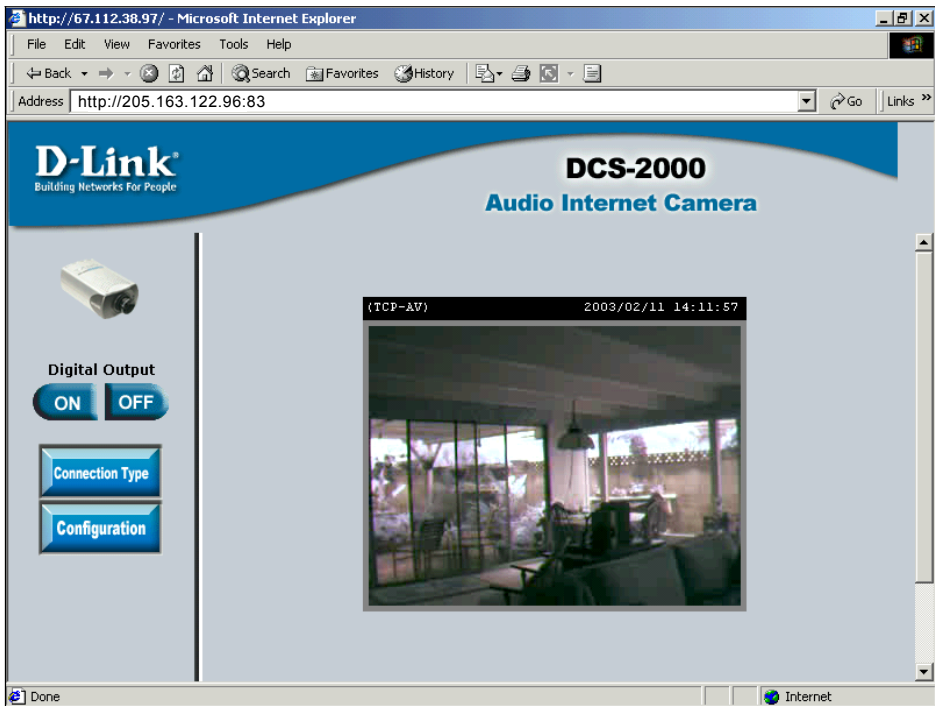 http://67.112.38.97/ - Microsoft Internet Explorer
File Edit View Favorites Tools Help
Back Search Favorites History
Address http://205.163.122.96:83 Go Links »
D-Link®
Building Networks for People
DCS-2000
Audio Internet Camera
(TCP-AV) 2003/02/11 14:11:57
Digital Output
ON OFF
Connection Type
Configuration
Done Internet